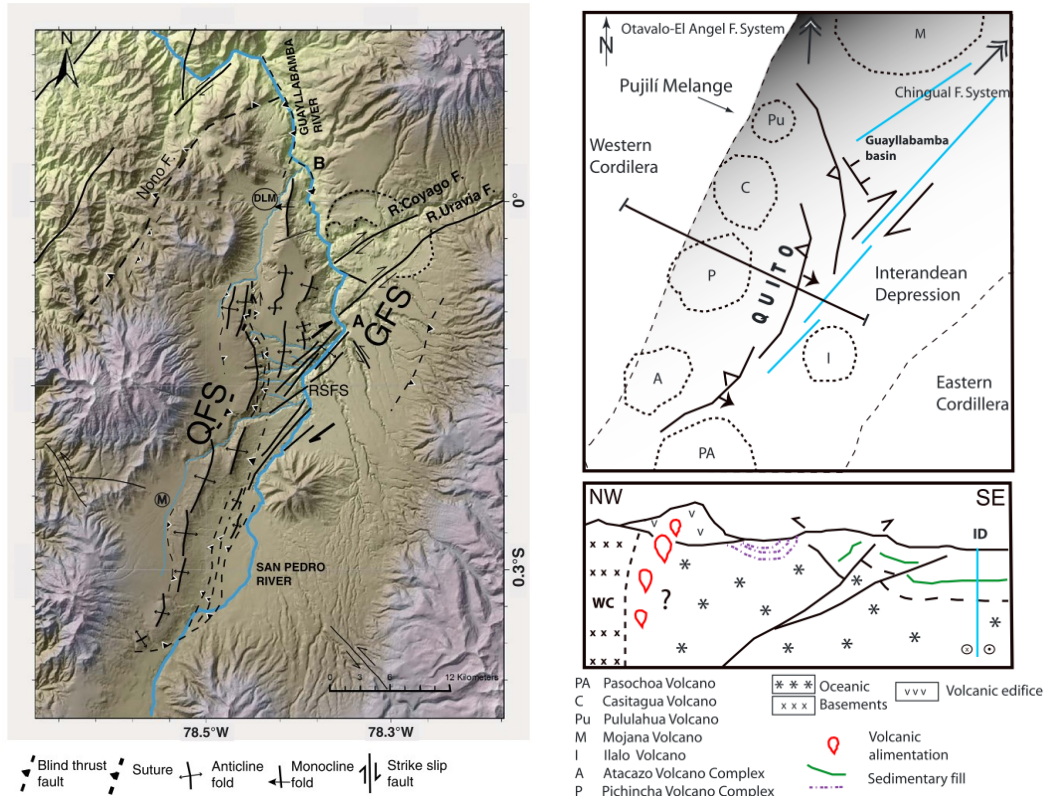 N
GUAYLLABAMBA
RIVER
B
Nono F.
DLM
0°
R.Coyago F.
R.Uravia F.
A
GFS
RSFS
QFS
M
SAN PEDRO
RIVER
0.3°S
0 3 6 12 Kilometers
78.5°W
78.3°W
Blind thrust
fault
Suture
Anticline
fold
Monocline
fold
Strike slip
fault
N
Otavalo-El Angel F. System
M
Pujilí Melange
Chingual F. System
Pu
Guayllabamba
basin
Western
Cordilera
C
P
QUITO
Interandean
Depression
I
A
Eastern
Cordillera
PA
NW
SE
v
v
v
ID
x x x
x x x
WC
?
x x x
x x x
PA Pasochoa Volcano
C Casitagua Volcano
Pu Pululahua Volcano
M Mojana Volcano
I Ilalo Volcano
A Atacazo Volcano Complex
P Pichincha Volcano Complex
* * * Oceanic
x x x Basements
v v v Volcanic edifice
Volcanic
alimentation
Sedimentary fill